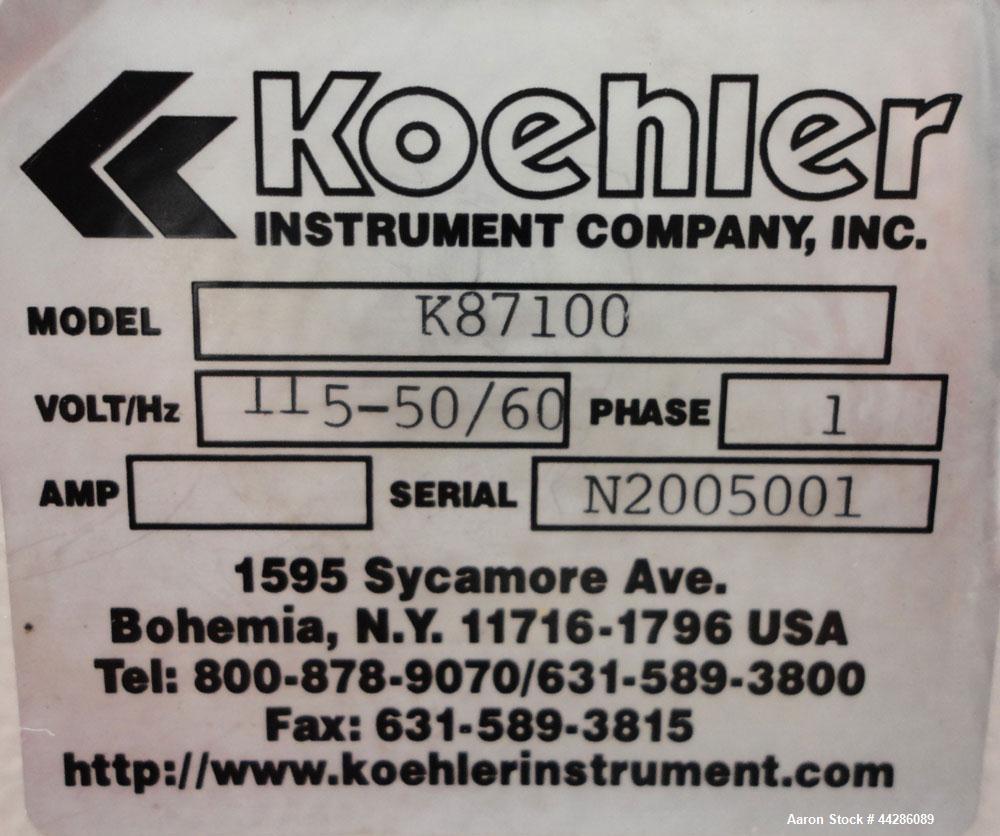 Koehler
INSTRUMENT COMPANY, INC.
MODEL K87100
VOLT/Hz 115-50/60 PHASE 1
AMP SERIAL N2005001
1595 Sycamore Ave.
Bohemia, N.Y. 11716-1796 USA
Tel: 800-878-9070/631-589-3800
Fax: 631-589-3815
http://www.koehlerinstrument.com
Aaron Stock # 44286089